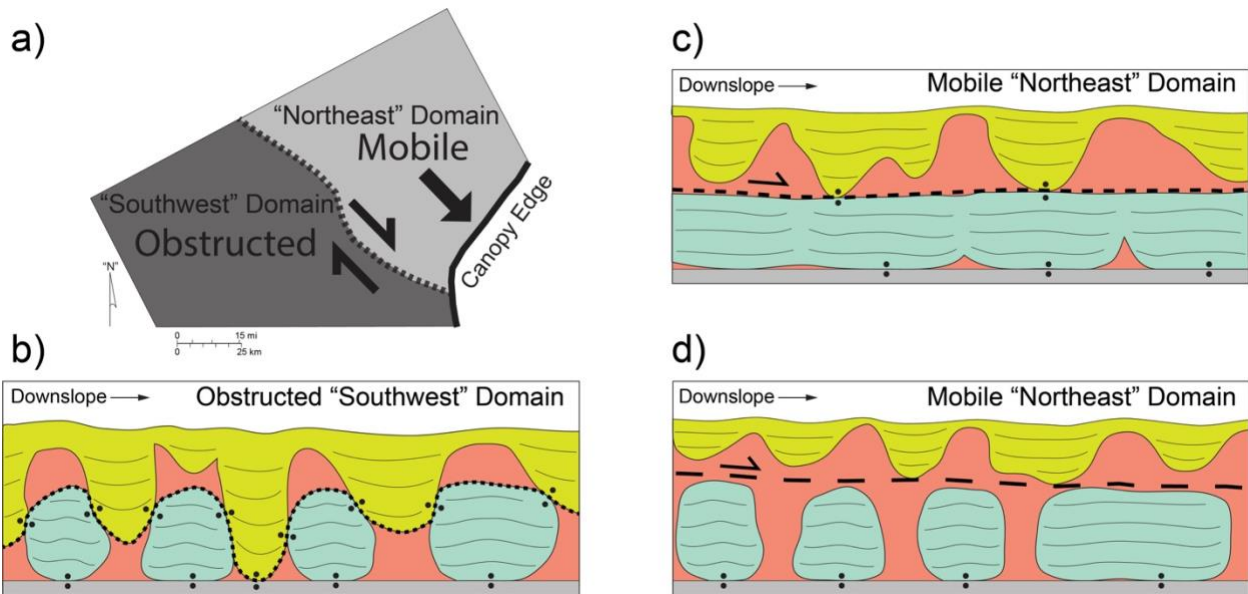 a)
"Northeast" Domain
Mobile
"Southwest" Domain
Obstructed
Canopy Edge
"N"
0 15 mi
0 25 km
b)
Downslope
Obstructed "Southwest" Domain
c)
Downslope
Mobile "Northeast" Domain
d)
Downslope
Mobile "Northeast" Domain